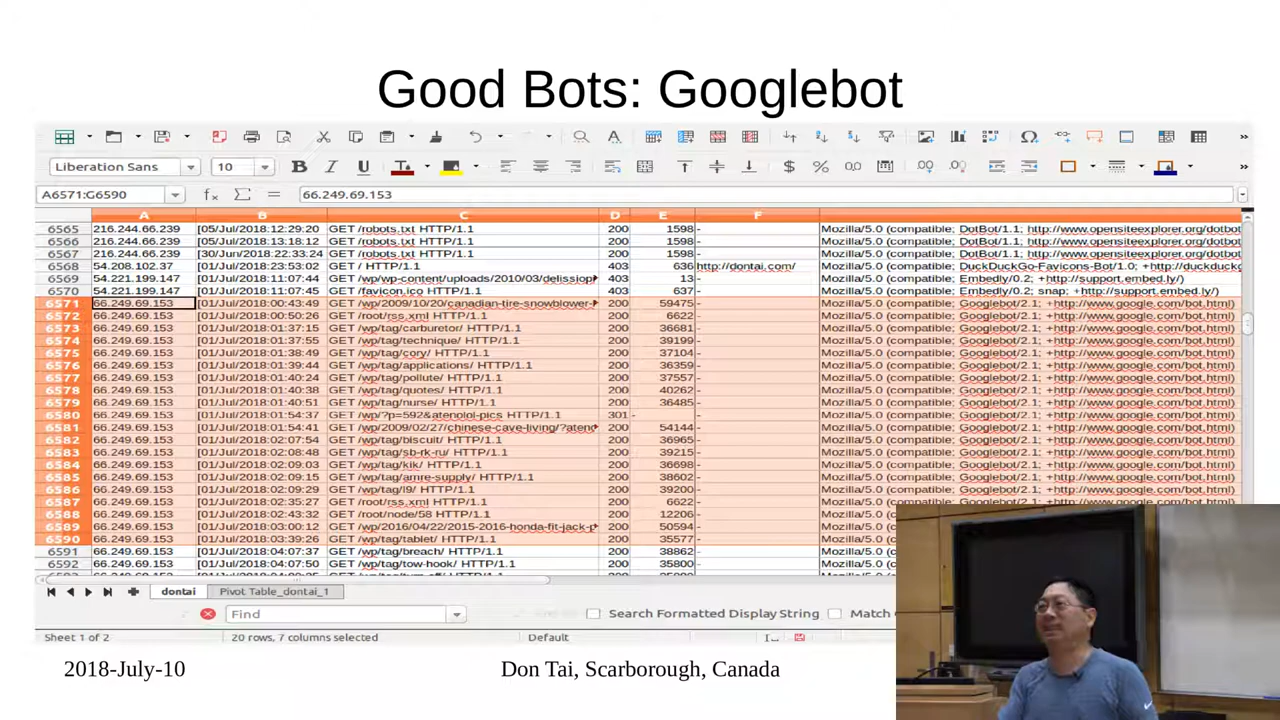 Good Bots: Googlebot
Liberation Sans 10 B I U $ % 0.0
A6571:G6590 66.249.69.153
A B C D E F
6565 216.244.66.239 [05/Jul/2018:12:29:20 GET /robots.txt HTTP/1.1 200 1598 - Mozilla/5.0 (compatible; DotBot/1.1; http://www.opensiteexplorer.org/dotbot
6566 216.244.66.239 [05/Jul/2018:13:18:12 GET /robots.txt HTTP/1.1 200 1598 - Mozilla/5.0 (compatible; DotBot/1.1; http://www.opensiteexplorer.org/dotbot
6567 216.244.66.239 [30/Jun/2018:22:33:24 GET /robots.txt HTTP/1.1 200 1598 - Mozilla/5.0 (compatible; DotBot/1.1; http://www.opensiteexplorer.org/dotbot
6568 54.208.102.37 [01/Jul/2018:23:53:02 GET / HTTP/1.1 403 636 http://dontai.com/ Mozilla/5.0 (compatible; DuckDuckGo-Favicons-Bot/1.0; +http://duckduckg
6569 54.221.199.147 [01/Jul/2018:11:07:44 GET /wp/wp-content/uploads/2010/03/delissiop 403 13 - Mozilla/5.0 (compatible; Embedly/0.2; +http://support.embed.ly/)
6570 54.221.199.147 [01/Jul/2018:11:07:45 GET /favicon.ico HTTP/1.1 403 637 - Mozilla/5.0 (compatible; Embedly/0.2; snap; +http://support.embed.ly/)
6571 66.249.69.153 [01/Jul/2018:00:43:49 GET /wp/2009/10/20/canadian-tire-snowblower- 200 59475 - Mozilla/5.0 (compatible; Googlebot/2.1; +http://www.google.com/bot.html)
6572 66.249.69.153 [01/Jul/2018:00:50:26 GET /root/rss.xml HTTP/1.1 200 6622 - Mozilla/5.0 (compatible; Googlebot/2.1; +http://www.google.com/bot.html)
6573 66.249.69.153 [01/Jul/2018:01:37:15 GET /wp/tag/carburetor/ HTTP/1.1 200 36681 - Mozilla/5.0 (compatible; Googlebot/2.1; +http://www.google.com/bot.html)
6574 66.249.69.153 [01/Jul/2018:01:37:55 GET /wp/tag/technique/ HTTP/1.1 200 39199 - Mozilla/5.0 (compatible; Googlebot/2.1; +http://www.google.com/bot.html)
6575 66.249.69.153 [01/Jul/2018:01:38:49 GET /wp/tag/cory/ HTTP/1.1 200 37104 - Mozilla/5.0 (compatible; Googlebot/2.1; +http://www.google.com/bot.html)
6576 66.249.69.153 [01/Jul/2018:01:39:44 GET /wp/tag/applications/ HTTP/1.1 200 36359 - Mozilla/5.0 (compatible; Googlebot/2.1; +http://www.google.com/bot.html)
6577 66.249.69.153 [01/Jul/2018:01:40:24 GET /wp/tag/pollute/ HTTP/1.1 200 37557 - Mozilla/5.0 (compatible; Googlebot/2.1; +http://www.google.com/bot.html)
6578 66.249.69.153 [01/Jul/2018:01:40:38 GET /wp/tag/quotes/ HTTP/1.1 200 40262 - Mozilla/5.0 (compatible; Googlebot/2.1; +http://www.google.com/bot.html)
6579 66.249.69.153 [01/Jul/2018:01:40:51 GET /wp/tag/nurse/ HTTP/1.1 200 36485 - Mozilla/5.0 (compatible; Googlebot/2.1; +http://www.google.com/bot.html)
6580 66.249.69.153 [01/Jul/2018:01:54:37 GET /wp/?p=592&atenolol-pics HTTP/1.1 301 - - Mozilla/5.0 (compatible; Googlebot/2.1; +http://www.google.com/bot.html)
6581 66.249.69.153 [01/Jul/2018:01:54:41 GET /wp/2009/02/27/chinese-cave-living/?atend 200 54144 - Mozilla/5.0 (compatible; Googlebot/2.1; +http://www.google.com/bot.html)
6582 66.249.69.153 [01/Jul/2018:02:07:54 GET /wp/tag/biscuit/ HTTP/1.1 200 36965 - Mozilla/5.0 (compatible; Googlebot/2.1; +http://www.google.com/bot.html)
6583 66.249.69.153 [01/Jul/2018:02:08:48 GET /wp/tag/sb-rk-ru/ HTTP/1.1 200 39215 - Mozilla/5.0 (compatible; Googlebot/2.1; +http://www.google.com/bot.html)
6584 66.249.69.153 [01/Jul/2018:02:09:03 GET /wp/tag/kik/ HTTP/1.1 200 36698 - Mozilla/5.0 (compatible; Googlebot/2.1; +http://www.google.com/bot.html)
6585 66.249.69.153 [01/Jul/2018:02:09:15 GET /wp/tag/amre-supply/ HTTP/1.1 200 38602 - Mozilla/5.0 (compatible; Googlebot/2.1; +http://www.google.com/bot.html)
6586 66.249.69.153 [01/Jul/2018:02:09:29 GET /wp/tag/l9/ HTTP/1.1 200 39200 - Mozilla/5.0 (compatible; Googlebot/2.1; +http://www.google.com/bot.html)
6587 66.249.69.153 [01/Jul/2018:02:35:27 GET /root/rss.xml HTTP/1.1 200 6622 - Mozilla/5.0 (compatible; Googlebot/2.1; +http://www.google.com/bot.html)
6588 66.249.69.153 [01/Jul/2018:02:43:32 GET /root/node/58 HTTP/1.1 200 12206 - Mozilla/5.0 (c
6589 66.249.69.153 [01/Jul/2018:03:00:12 GET /wp/2016/04/22/2015-2016-honda-fit-jack-p 200 50594 - Mozilla/5.0 (c
6590 66.249.69.153 [01/Jul/2018:03:39:26 GET /wp/tag/tablet/ HTTP/1.1 200 35577 - Mozilla/5.0 (c
6591 66.249.69.153 [01/Jul/2018:04:07:37 GET /wp/tag/breach/ HTTP/1.1 200 38862 - Mozilla/5.0 (c
6592 66.249.69.153 [01/Jul/2018:04:07:50 GET /wp/tag/tow-hook/ HTTP/1.1 200 35800 - Mozilla/5.0 (c
dontai Pivot Table_dontai_1
Find Search Formatted Display String Match
Sheet 1 of 2 20 rows, 7 columns selected Default
2018-July-10 Don Tai, Scarborough, Canada